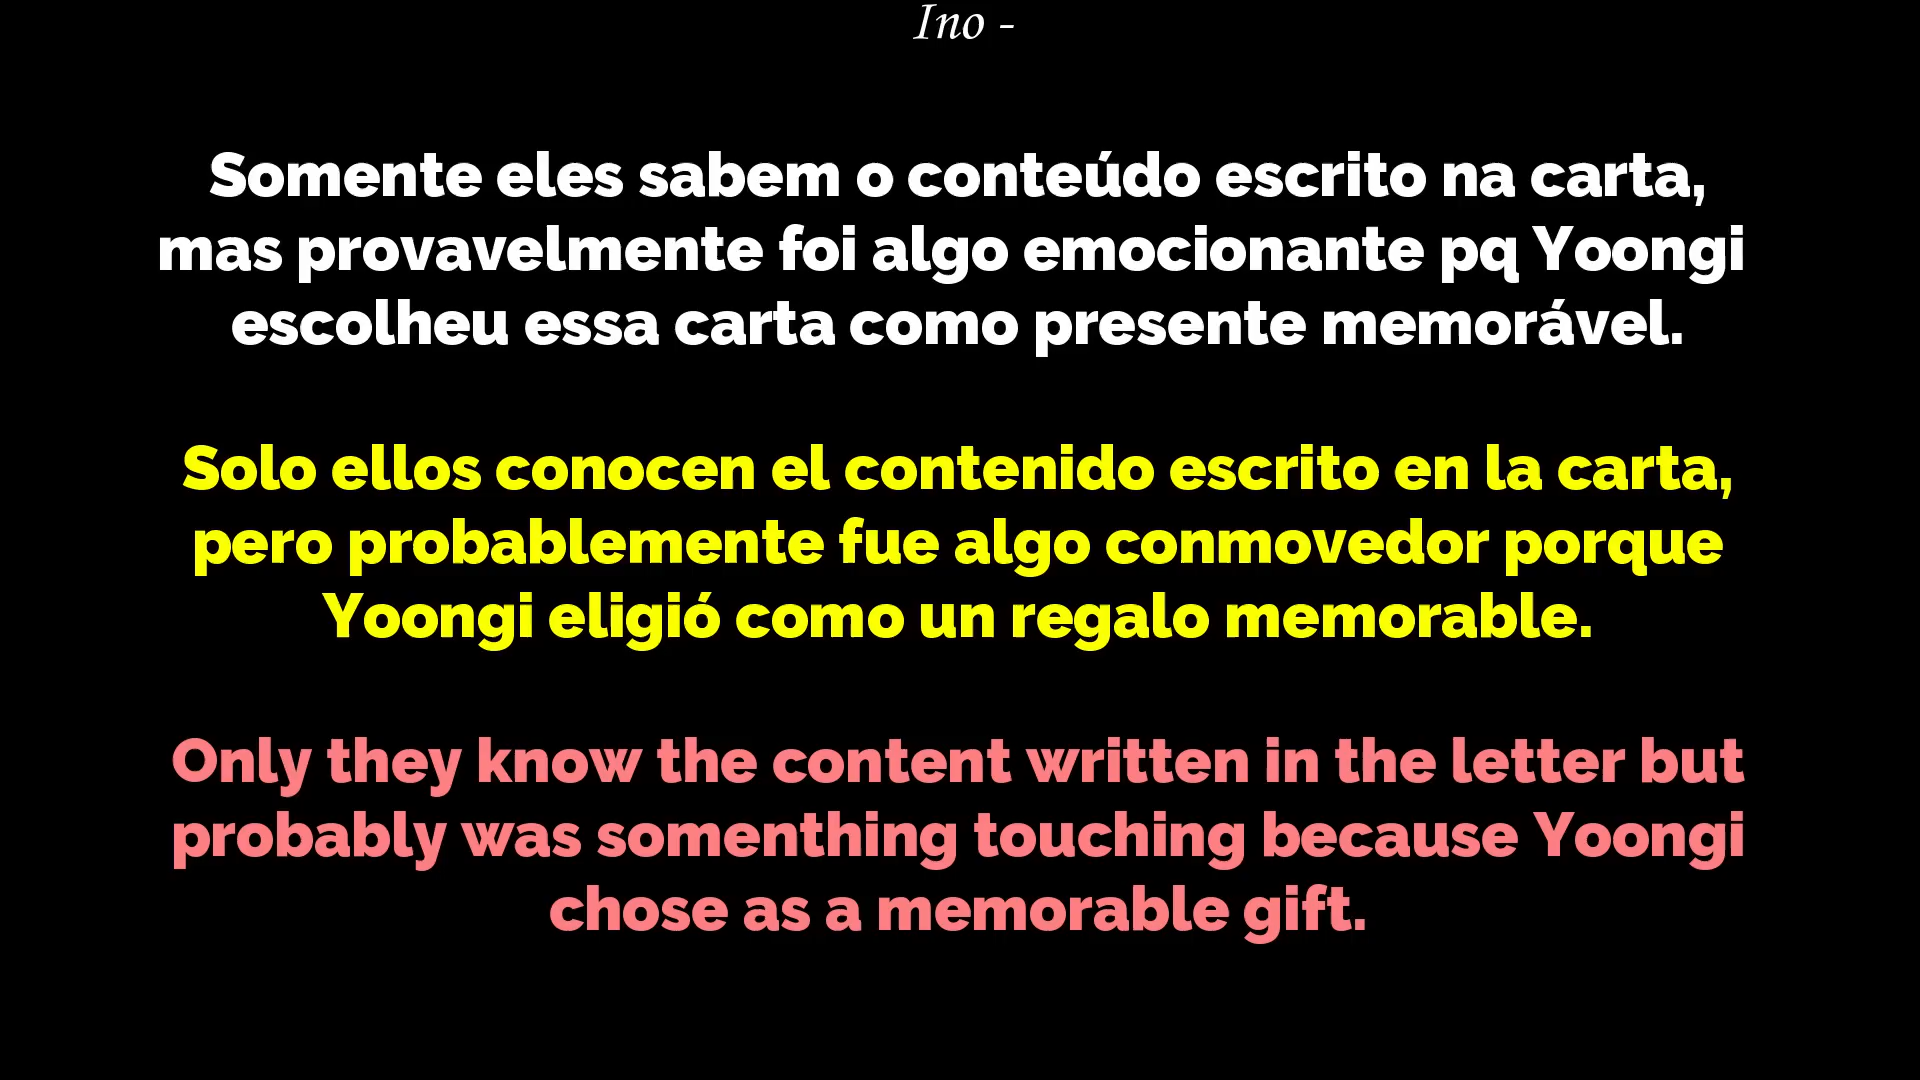 Ino -
Somente eles sabem o conteúdo escrito na carta,
mas provavelmente foi algo emocionante pq Yoongi
escolheu essa carta como presente memorável.
Solo ellos conocen el contenido escrito en la carta,
pero probablemente fue algo conmovedor porque
Yoongi eligió como un regalo memorable.
Only they know the content written in the letter but
probably was somenthing touching because Yoongi
chose as a memorable gift.